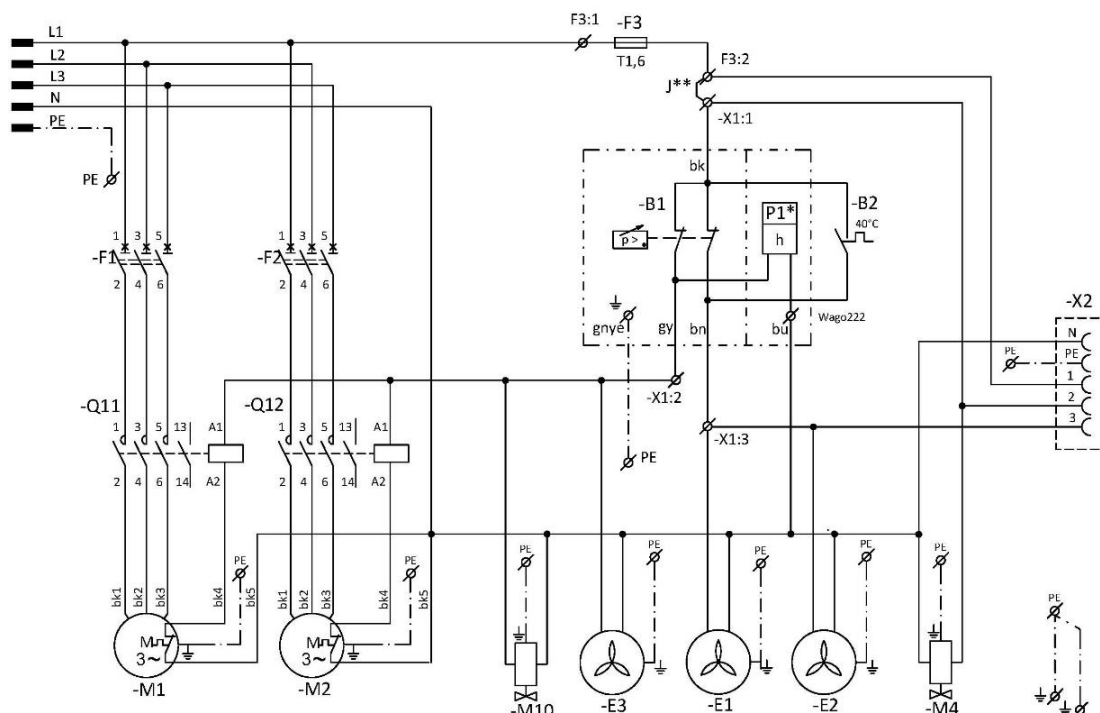 L1
L2
L3
N
PE
PE
F3:1
-F3
T1,6
F3:2
J**
-X1:1
bk
-B1
p >
P1*
h
-B2
40°C
Wago222
gnye
gy
bn
bu
PE
-X1:2
-X1:3
-X2
N
PE
1
2
3
PE
-F1
1 3 5
2 4 6
-F2
1 3 5
2 4 6
-Q11
1 3 5 13 A1
2 4 6 14 A2
-Q12
1 3 5 13 A1
2 4 6 14 A2
bk1
bk2
bk3
bk4
bk5
PE
M
3~
-M1
bk1
bk2
bk3
bk4
bk5
PE
M
3~
-M2
PE
-M10
PE
-E3
PE
-E1
PE
-E2
PE
-M4
PE